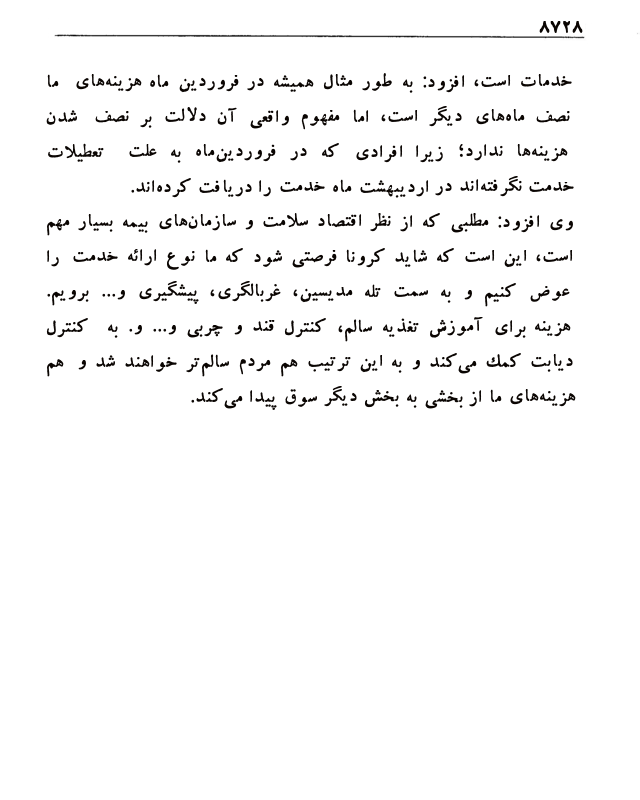 ۸۷۲۸
خدمات است، افزود: به طور مثال همیشه در فروردین ماه هزینه‌های ما
نصف ماه‌های دیگر است، اما مفهوم واقعی آن دلالت بر نصف شدن
هزینه‌ها ندارد؛ زیرا افرادی که در فروردین‌ماه به علت تعطیلات
خدمت نگرفته‌اند در اردیبهشت ماه خدمت را دریافت کرده‌اند.
وی افزود: مطلبی که از نظر اقتصاد سلامت و سازمان‌های بیمه بسیار مهم
است، این است که شاید کرونا فرصتی شود که ما نوع ارائه خدمت را
عوض کنیم و به سمت تله مدیسین، غربالگری، پیشگیری و... برویم.
هزینه برای آموزش تغذیه سالم، کنترل قند و چربی و... و. به کنترل
دیابت کمك می‌کند و به این ترتیب هم مردم سالم‌تر خواهند شد و هم
هزینه‌های ما از بخشی به بخش دیگر سوق پیدا می‌کند.